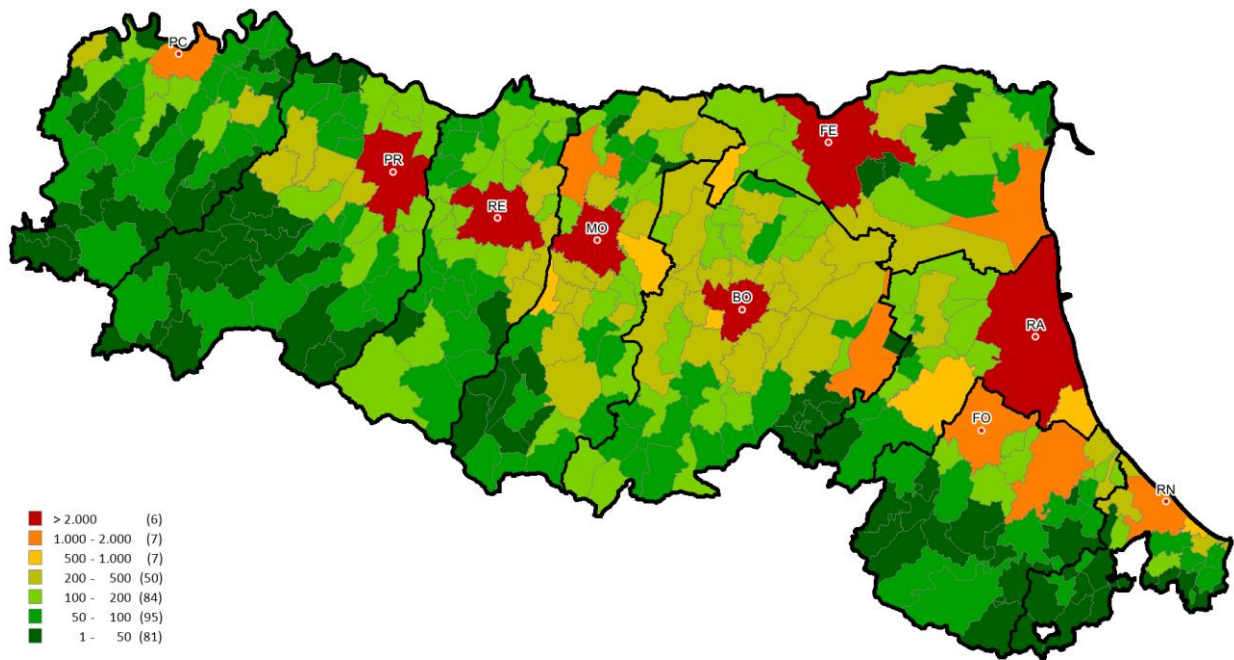 PC
FE
PR
RE
MO
BO
RA
FO
RN
> 2.000 (6)
1.000 - 2.000 (7)
500 - 1.000 (7)
200 - 500 (50)
100 - 200 (84)
50 - 100 (95)
1 - 50 (81)